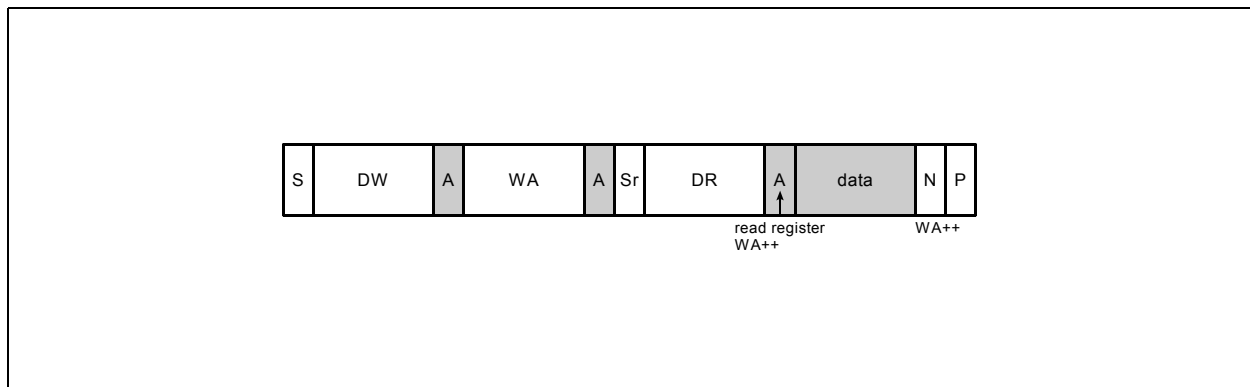 S DW A WA A Sr DR A data N P
read register WA++
WA++